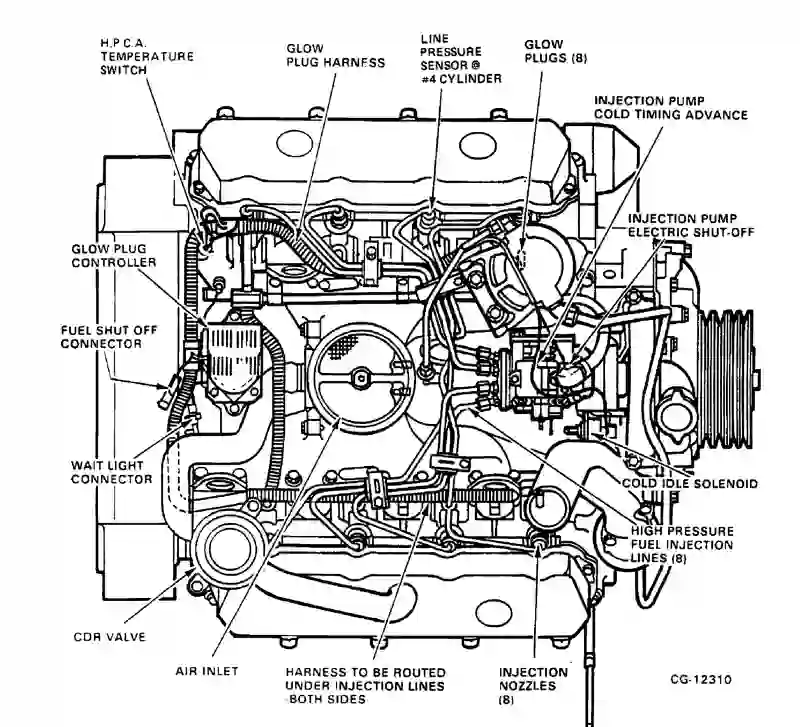 H.P.C.A.
TEMPERATURE
SWITCH
GLOW
PLUG HARNESS
LINE
PRESSURE
SENSOR @
#4 CYLINDER
GLOW
PLUGS (8)
INJECTION PUMP
COLD TIMING ADVANCE
INJECTION PUMP
ELECTRIC SHUT-OFF
GLOW PLUG
CONTROLLER
FUEL SHUT OFF
CONNECTOR
WAIT LIGHT
CONNECTOR
COLD IDLE SOLENOID
HIGH PRESSURE
FUEL INJECTION
LINES (8)
CDR VALVE
AIR INLET
HARNESS TO BE ROUTED
UNDER INJECTION LINES
-BOTH SIDES
INJECTION
NOZZLES
(8)
CG-12310